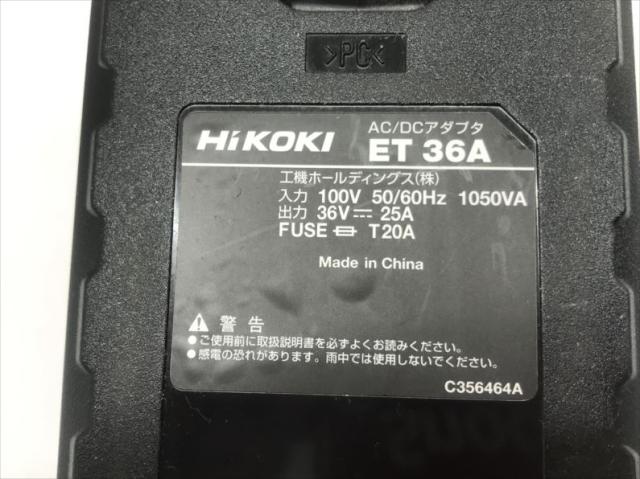 >PC<
HiKOKI
AC/DCアダプタ
ET 36A
工機ホールディングス(株)
入力 100V 50/60Hz 1050VA
出力 36V⎓ 25A
FUSE T20A
Made in China
警告
●ご使用前に取扱説明書を必ずよくお読みください。
●感電の恐れがあります。雨中では使用しないでください。
C356464A